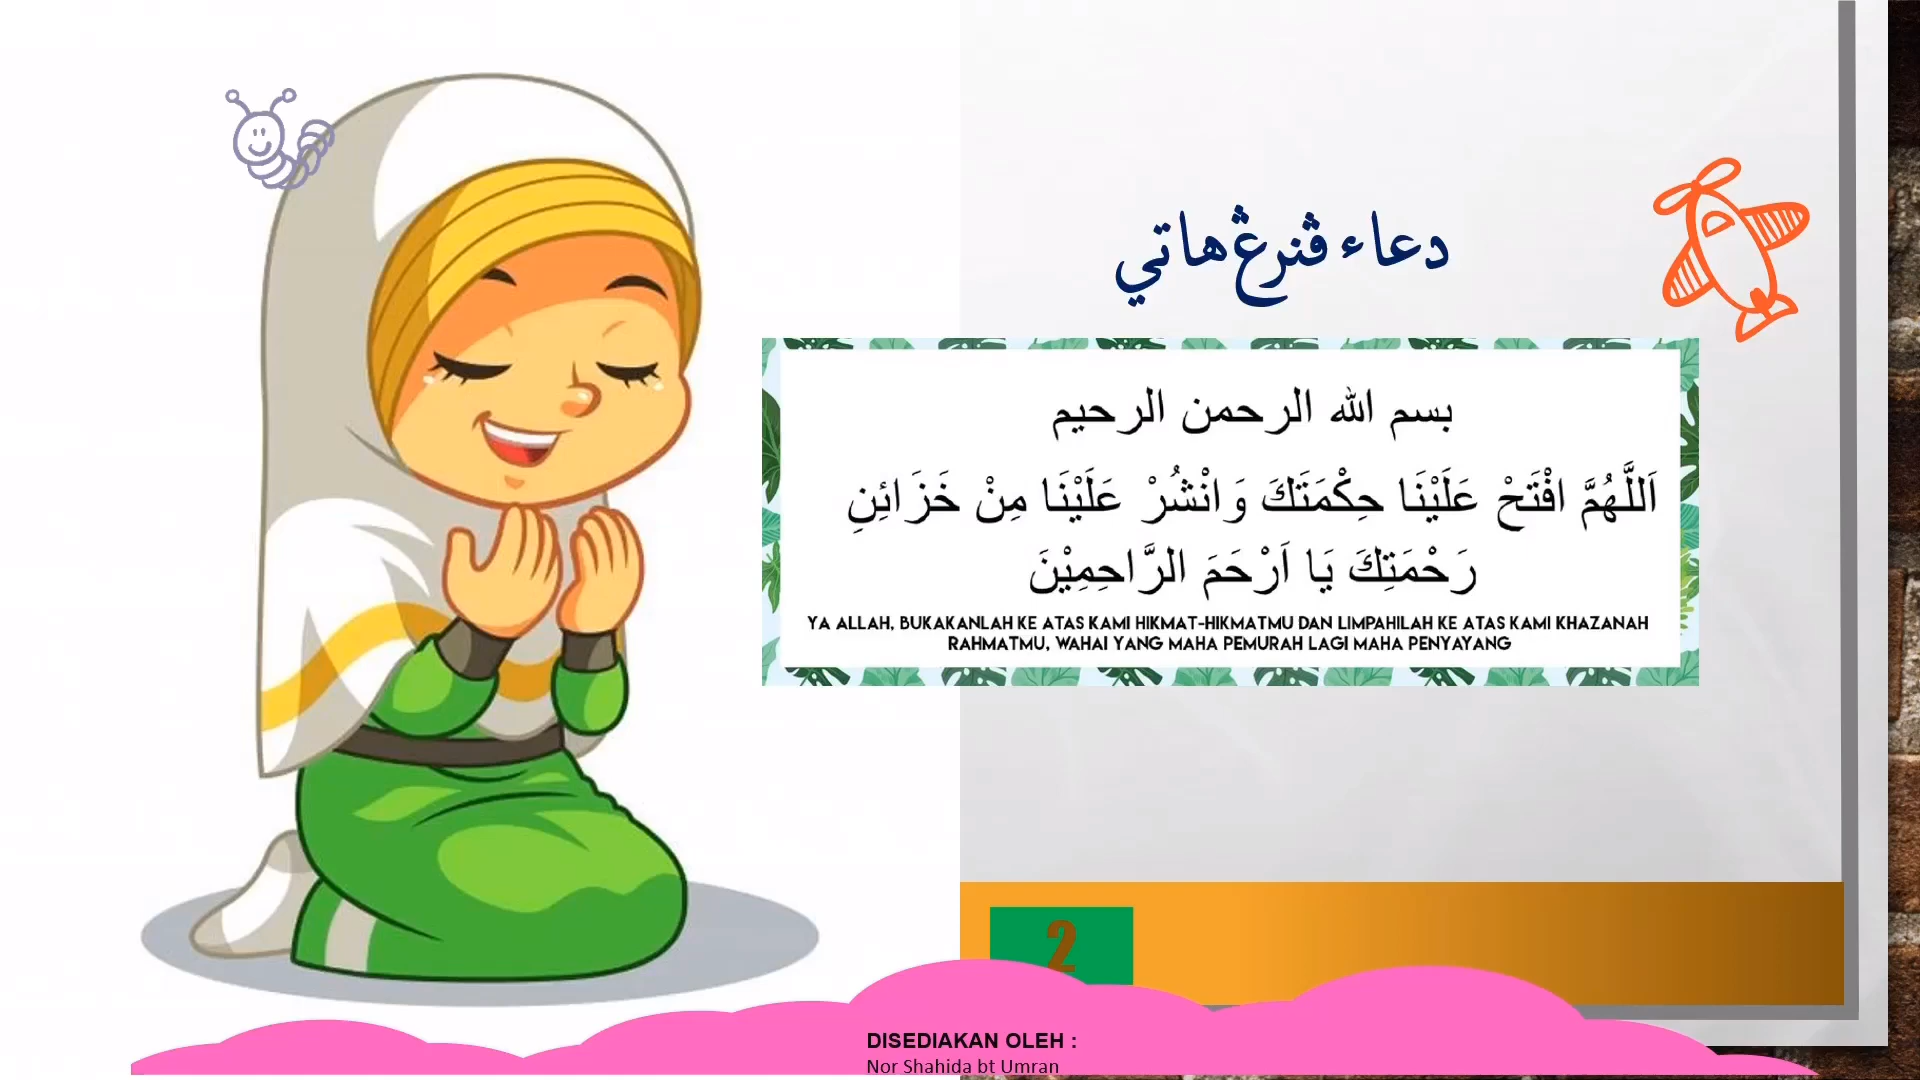 دعاء ڤنرڠ هاتي
بسم الله الرحمن الرحيم
اَللَّهُمَّ افْتَحْ عَلَيْنَا حِكْمَتَكَ وَانْشُرْ عَلَيْنَا مِنْ خَزَائِنِ
رَحْمَتِكَ يَا اَرْحَمَ الرَّاحِمِيْنَ
YA ALLAH, BUKAKANLAH KE ATAS KAMI HIKMAT-HIKMATMU DAN LIMPAHILAH KE ATAS KAMI KHAZANAH
RAHMATMU, WAHAI YANG MAHA PEMURAH LAGI MAHA PENYAYANG
2
DISEDIAKAN OLEH :
Nor Shahida bt Umran